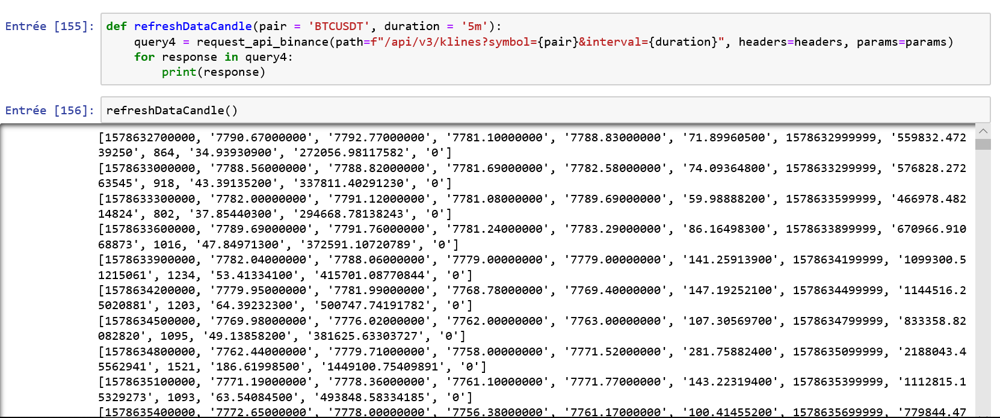 Entrée [155]: def refreshDataCandle(pair = 'BTCUSDT', duration = '5m'):
query4 = request_api_binance(path=f"/api/v3/klines?symbol={pair}&interval={duration}", headers=headers, params=params)
for response in query4:
print(response)
Entrée [156]: refreshDataCandle()
[1578632700000, '7790.67000000', '7792.77000000', '7781.10000000', '7788.83000000', '71.89960500', 1578632999999, '559832.472
39250', 864, '34.93930900', '272056.98117582', '0']
[1578633000000, '7788.56000000', '7788.82000000', '7781.69000000', '7782.58000000', '74.09364800', 1578633299999, '576828.272
63545', 918, '43.39135200', '337811.40291230', '0']
[1578633300000, '7782.00000000', '7791.12000000', '7781.08000000', '7789.69000000', '59.98888200', 1578633599999, '466978.482
14824', 802, '37.85440300', '294668.78138243', '0']
[1578633600000, '7789.69000000', '7791.76000000', '7781.24000000', '7783.29000000', '86.16498300', 1578633899999, '670966.910
68873', 1016, '47.84971300', '372591.10720789', '0']
[1578633900000, '7782.04000000', '7788.06000000', '7779.00000000', '7779.00000000', '141.25913900', 1578634199999, '1099300.5
1215061', 1234, '53.41334100', '415701.08770844', '0']
[1578634200000, '7779.95000000', '7781.99000000', '7768.78000000', '7769.40000000', '147.19252100', 1578634499999, '1144516.2
5020881', 1203, '64.39232300', '500747.74191782', '0']
[1578634500000, '7769.98000000', '7776.02000000', '7762.00000000', '7763.00000000', '107.30569700', 1578634799999, '833358.82
082820', 1095, '49.13858200', '381625.63303727', '0']
[1578634800000, '7762.44000000', '7779.71000000', '7758.00000000', '7771.52000000', '281.75882400', 1578635099999, '2188043.4
5562941', 1521, '186.61998500', '1449100.75409891', '0']
[1578635100000, '7771.19000000', '7778.36000000', '7761.10000000', '7771.77000000', '143.22319400', 1578635399999, '1112815.1
5329273', 1093, '63.54084500', '493848.58334185', '0']
[1578635400000, '7772.65000000', '7778.00000000', '7756.38000000', '7761.17000000', '100.41455200', 1578635699999, '779844.47